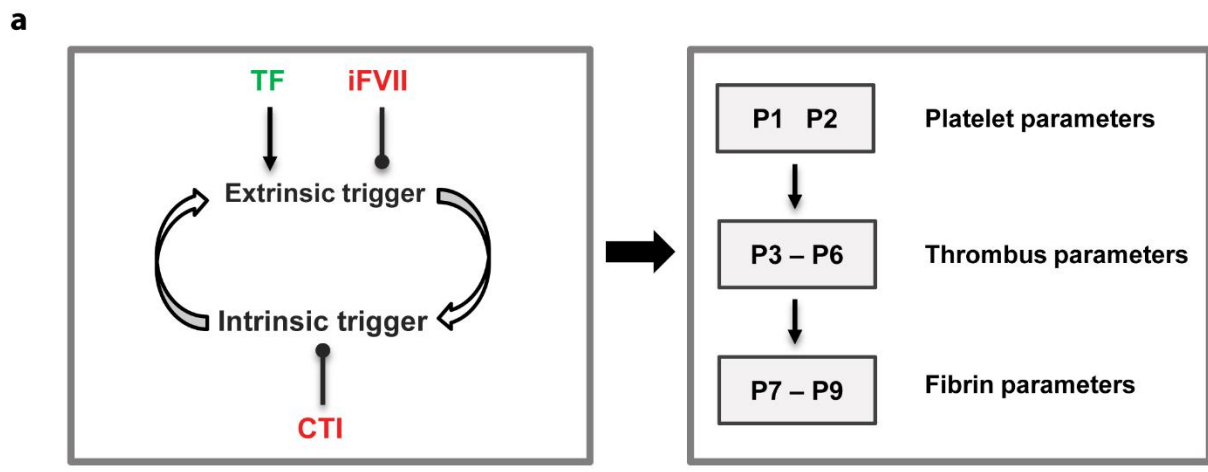 a
TF iFVII
Extrinsic trigger
Intrinsic trigger
CTI
P1 P2 Platelet parameters
P3 – P6 Thrombus parameters
P7 – P9 Fibrin parameters